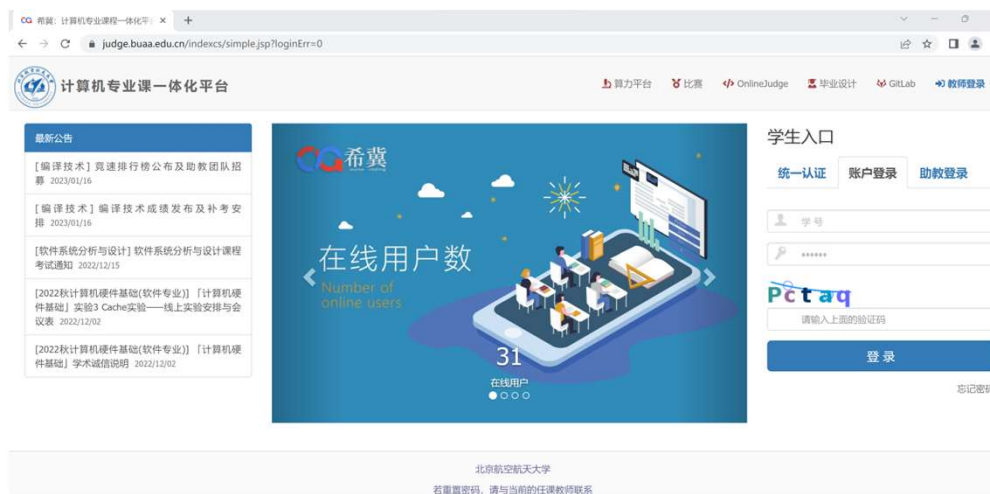 希冀：计算机专业课程一体化平台
judge.buaa.edu.cn/indexcs/simple.jsp?loginErr=0
计算机专业课一体化平台
算力平台 比赛 OnlineJudge 毕业设计 GitLab 教师登录
最新公告
[编译技术] 竞速排行榜公布及助教团队招
募 2023/01/16
[编译技术] 编译技术成绩发布及补考安
排 2023/01/16
[软件系统分析与设计] 软件系统分析与设计课程
考试通知 2022/12/15
[2022秋计算机硬件基础(软件专业)]「计算机硬
件基础」实验3 Cache实验——线上实验安排与会
议表 2022/12/02
[2022秋计算机硬件基础(软件专业)]「计算机硬
件基础」学术诚信说明 2022/12/02
希冀
在线用户数
Number of
online users
31
在线用户
学生入口
统一认证 账户登录 助教登录
学号
Pctaq
请输入上面的验证码
登 录
忘记密码
北京航空航天大学
若重置密码，请与当前的任课教师联系